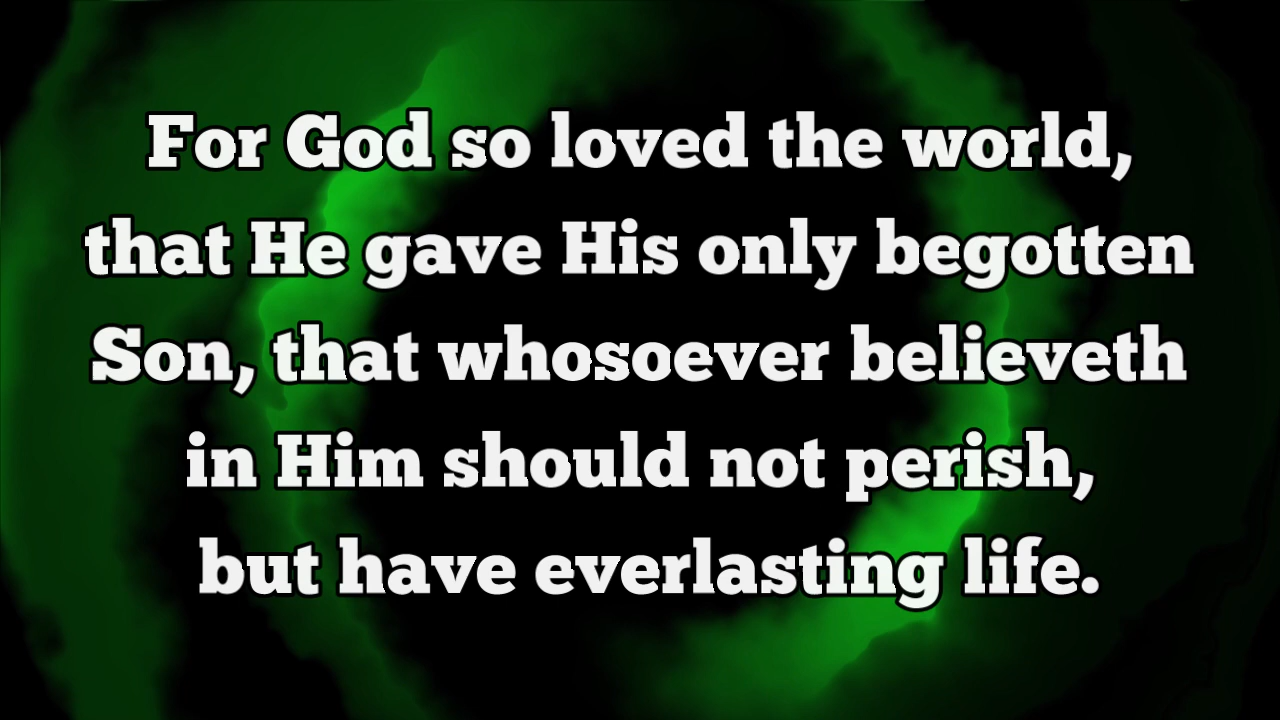 For God so loved the world,
that He gave His only begotten
Son, that whosoever believeth
in Him should not perish,
but have everlasting life.